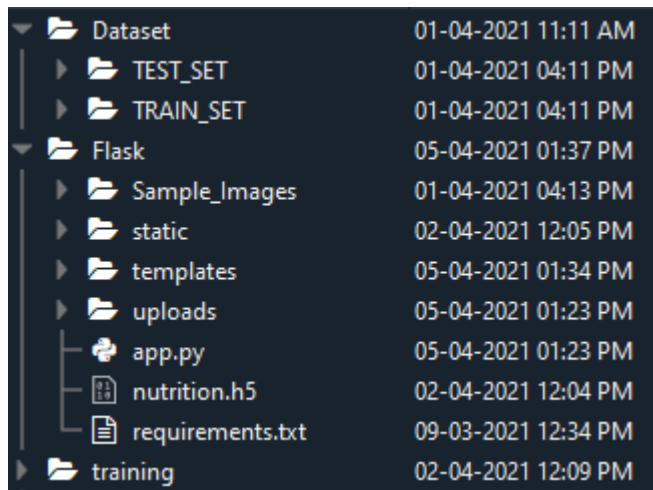 Dataset 01-04-2021 11:11 AM
TEST_SET 01-04-2021 04:11 PM
TRAIN_SET 01-04-2021 04:11 PM
Flask 05-04-2021 01:37 PM
Sample_Images 01-04-2021 04:13 PM
static 02-04-2021 12:05 PM
templates 05-04-2021 01:34 PM
uploads 05-04-2021 01:23 PM
app.py 05-04-2021 01:23 PM
nutrition.h5 02-04-2021 12:04 PM
requirements.txt 09-03-2021 12:34 PM
training 02-04-2021 12:09 PM